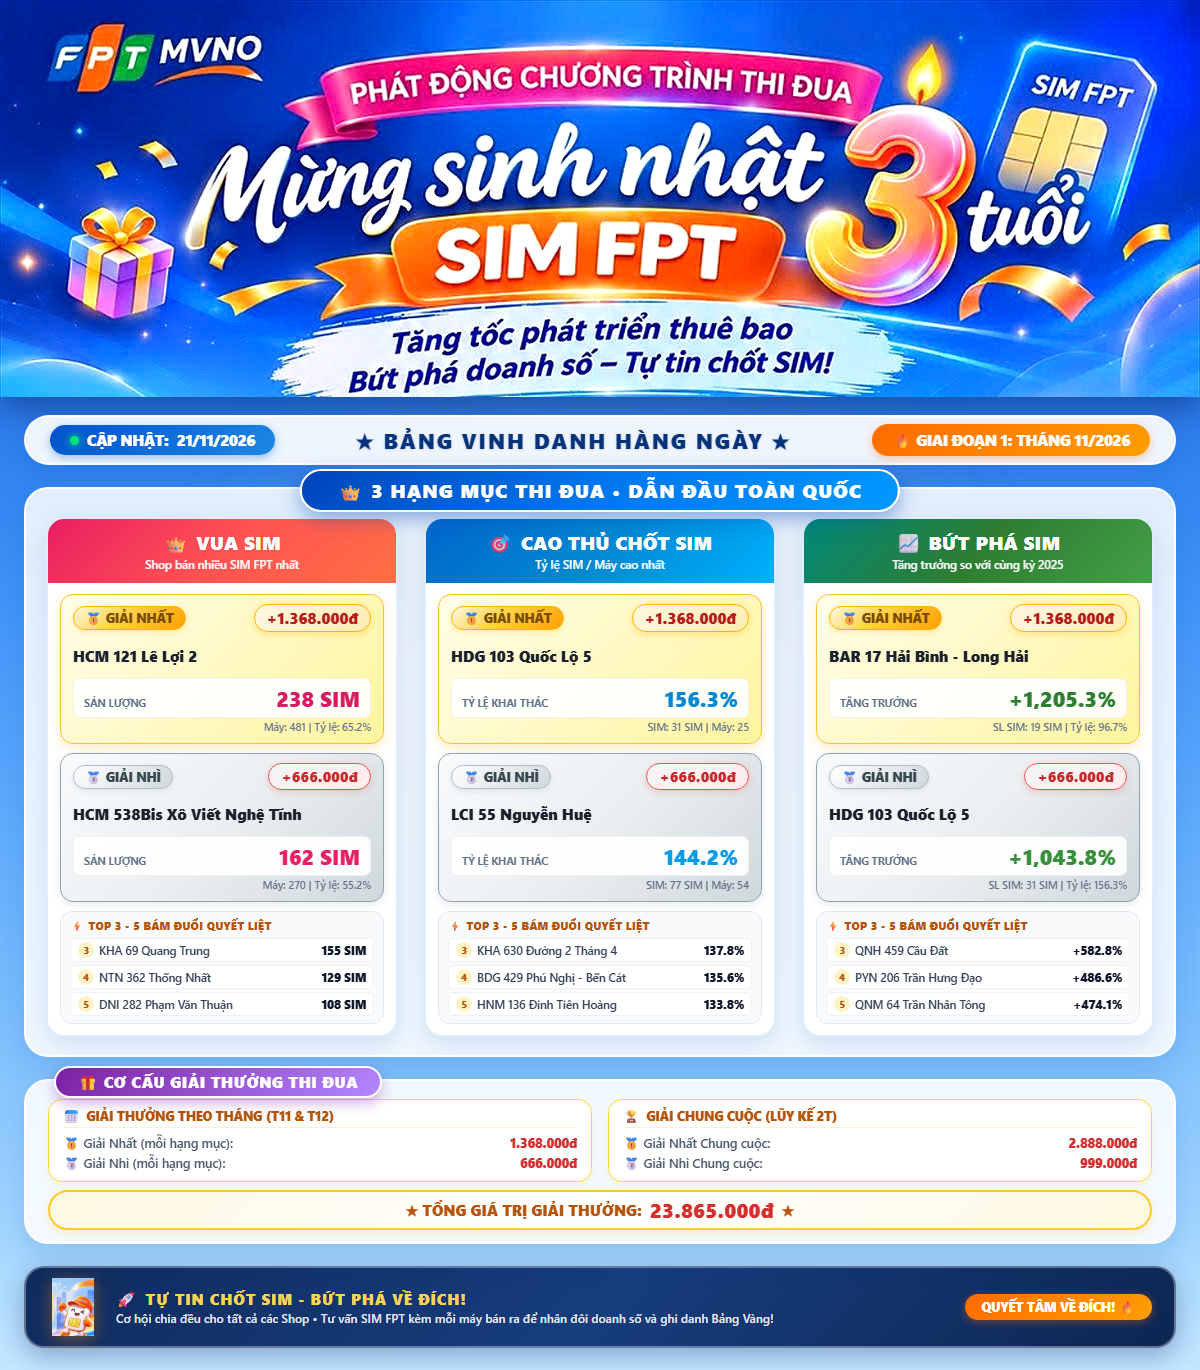 FPT MVNO
PHÁT ĐỘNG CHƯƠNG TRÌNH THI ĐUA
SIM FPT
Mừng sinh nhật
3 tuổi
SIM FPT
Tăng tốc phát triển thuê bao
Bứt phá doanh số – Tự tin chốt SIM!
CẬP NHẬT: 21/11/2026
★ BẢNG VINH DANH HÀNG NGÀY ★
GIAI ĐOẠN 1: THÁNG 11/2026
3 HẠNG MỤC THI ĐUA • DẪN ĐẦU TOÀN QUỐC
VUA SIM
Shop bán nhiều SIM FPT nhất
GIẢI NHẤT
+1.368.000đ
HCM 121 Lê Lợi 2
SẢN LƯỢNG
238 SIM
Máy: 481 | Tỷ lệ: 65.2%
GIẢI NHÌ
+666.000đ
HCM 538Bis Xô Viết Nghệ Tĩnh
SẢN LƯỢNG
162 SIM
Máy: 270 | Tỷ lệ: 55.2%
TOP 3 - 5 BÁM ĐUỔI QUYẾT LIỆT
3 KHA 69 Quang Trung 155 SIM
4 NTN 362 Thống Nhất 129 SIM
5 DNI 282 Phạm Văn Thuận 108 SIM
CAO THỦ CHỐT SIM
Tỷ lệ SIM / Máy cao nhất
GIẢI NHẤT
+1.368.000đ
HDG 103 Quốc Lộ 5
TỶ LỆ KHAI THÁC
156.3%
SIM: 31 SIM | Máy: 25
GIẢI NHÌ
+666.000đ
LCI 55 Nguyễn Huệ
TỶ LỆ KHAI THÁC
144.2%
SIM: 77 SIM | Máy: 54
TOP 3 - 5 BÁM ĐUỔI QUYẾT LIỆT
3 KHA 630 Đường 2 Tháng 4 137.8%
4 BDG 429 Phú Nghị - Bến Cát 135.6%
5 HNM 136 Đinh Tiên Hoàng 133.8%
BỨT PHÁ SIM
Tăng trưởng so với cùng kỳ 2025
GIẢI NHẤT
+1.368.000đ
BAR 17 Hải Bình - Long Hải
TĂNG TRƯỞNG
+1,205.3%
SL SIM: 19 SIM | Tỷ lệ: 96.7%
GIẢI NHÌ
+666.000đ
HDG 103 Quốc Lộ 5
TĂNG TRƯỞNG
+1,043.8%
SL SIM: 31 SIM | Tỷ lệ: 156.3%
TOP 3 - 5 BÁM ĐUỔI QUYẾT LIỆT
3 QNH 459 Cầu Đất +582.8%
4 PYN 206 Trần Hưng Đạo +486.6%
5 QNM 64 Trần Nhân Tông +474.1%
CƠ CẤU GIẢI THƯỞNG THI ĐUA
GIẢI THƯỞNG THEO THÁNG (T11 & T12)
Giải Nhất (mỗi hạng mục): 1.368.000đ
Giải Nhì (mỗi hạng mục): 666.000đ
GIẢI CHUNG CUỘC (LŨY KẾ 2T)
Giải Nhất Chung cuộc: 2.888.000đ
Giải Nhì Chung cuộc: 999.000đ
★ TỔNG GIÁ TRỊ GIẢI THƯỞNG: 23.865.000đ ★
TỰ TIN CHỐT SIM - BỨT PHÁ VỀ ĐÍCH!
Cơ hội chia đều cho tất cả các Shop • Tư vấn SIM FPT kèm mỗi máy bán ra để nhân đôi doanh số và ghi danh Bảng Vàng!
QUYẾT TÂM VỀ ĐÍCH!